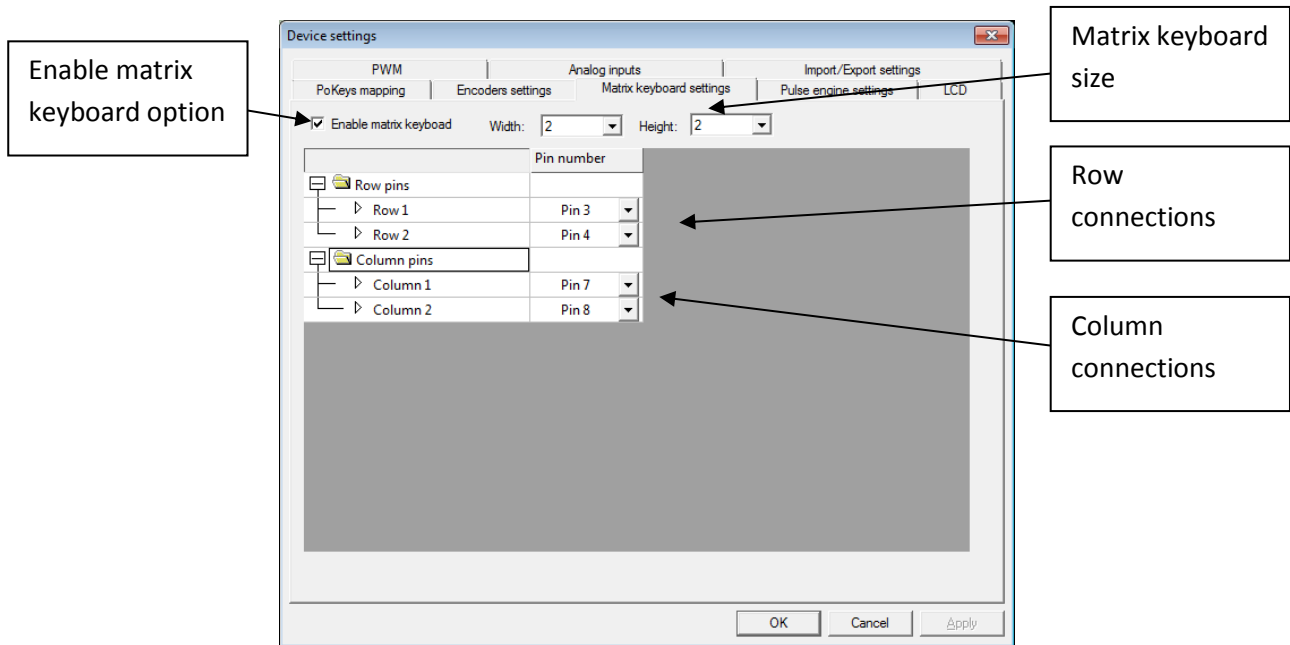 Device settings
PWM
Analog inputs
Import/Export settings
PoKeys mapping
Encoders settings
Matrix keyboard settings
Pulse engine settings
LCD
Enable matrix keyboad
Width:
2
Height:
2
Pin number
Row pins
Row 1
Pin 3
Row 2
Pin 4
Column pins
Column 1
Pin 7
Column 2
Pin 8
OK
Cancel
Apply
Enable matrix
keyboard option
Matrix keyboard
size
Row
connections
Column
connections